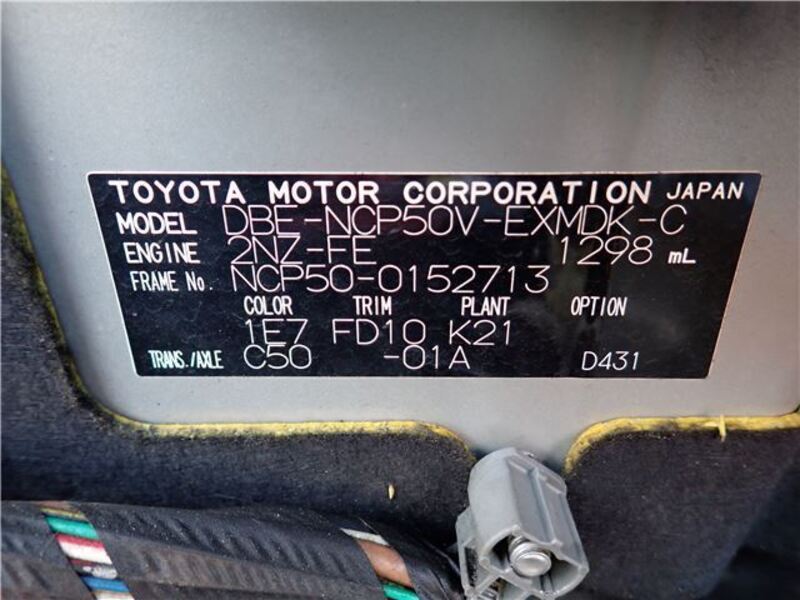 TOYOTA MOTOR CORPORATION JAPAN
MODEL DBE-NCP50V-EXMDK-C
ENGINE 2NZ-FE 1298 mL
FRAME No. NCP50-0152713
COLOR TRIM PLANT OPTION
1E7 FD10 K21
TRANS./AXLE C50 -01A D431